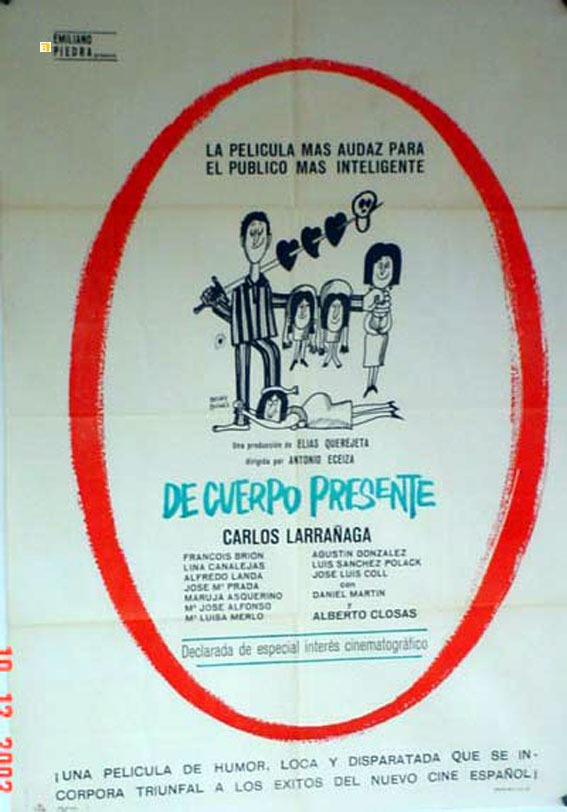 EMILIANO
PIEDRA
a
LA PELICULA MAS AUDAZ PARA
EL PUBLICO MAS INTELIGENTE
Una producción de ELIAS QUEREJETA
dirigida por ANTONIO ECEIZA
DE CUERPO PRESENTE
CARLOS LARRAÑAGA
FRANCOIS BRION
LINA CANALEJAS
ALFREDO LANDA
JOSE Mª PRADA
MARUJA ASQUERINO
Mª JOSE ALFONSO
Mª LUISA MERLO
AGUSTIN GONZALEZ
LUIS SANCHEZ POLACK
JOSE LUIS COLL
con
DANIEL MARTIN
y
ALBERTO CLOSAS
Declarada de especial interés cinematográfico
¡UNA PELICULA DE HUMOR, LOCA Y DISPARATADA QUE SE IN-
CORPORA TRIUNFAL A LOS EXITOS DEL NUEVO CINE ESPAÑOL!